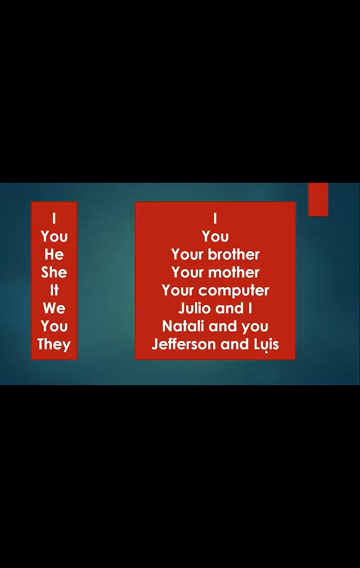 I
You
He
She
It
We
You
They
I
You
Your brother
Your mother
Your computer
Julio and I
Natali and you
Jefferson and Luis